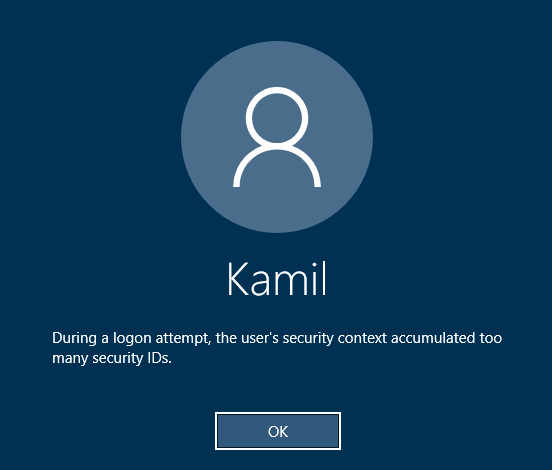 Kamil
During a logon attempt, the user's security context accumulated too
many security IDs.
OK